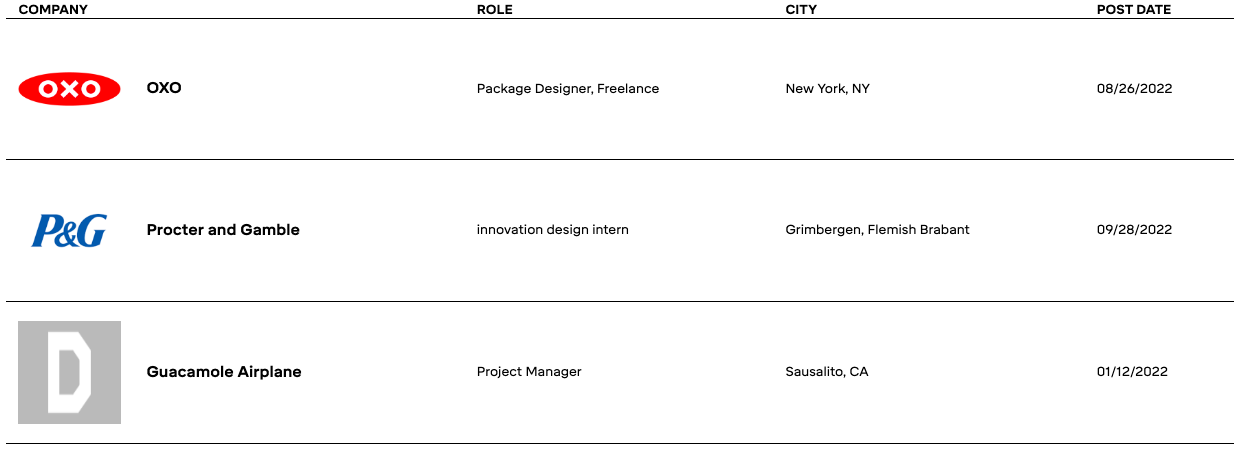 COMPANY ROLE CITY POST DATE
OXO OXO Package Designer, Freelance New York, NY 08/26/2022
P&G Procter and Gamble innovation design intern Grimbergen, Flemish Brabant 09/28/2022
D Guacamole Airplane Project Manager Sausalito, CA 01/12/2022